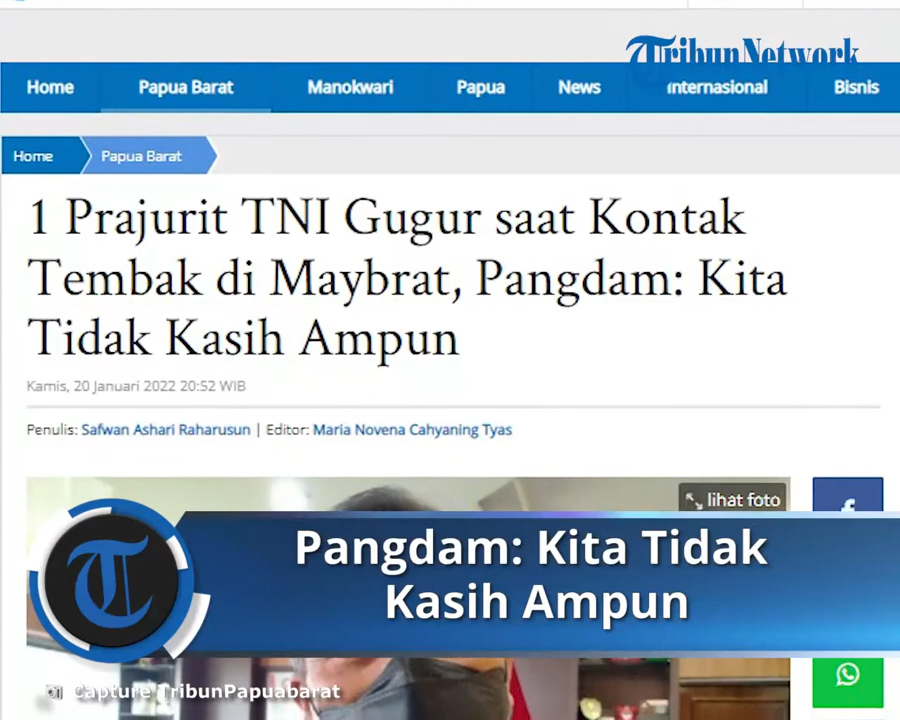 TribunNetwork
Home Papua Barat Manokwari Papua News Internasional Bisnis
Home Papua Barat
1 Prajurit TNI Gugur saat Kontak
Tembak di Maybrat, Pangdam: Kita
Tidak Kasih Ampun
Kamis, 20 Januari 2022 20:52 WIB
Penulis: Safwan Ashari Raharusun | Editor: Maria Novena Cahyaning Tyas
lihat foto
f
T
Pangdam: Kita Tidak
Kasih Ampun
Capture TribunPapuabarat